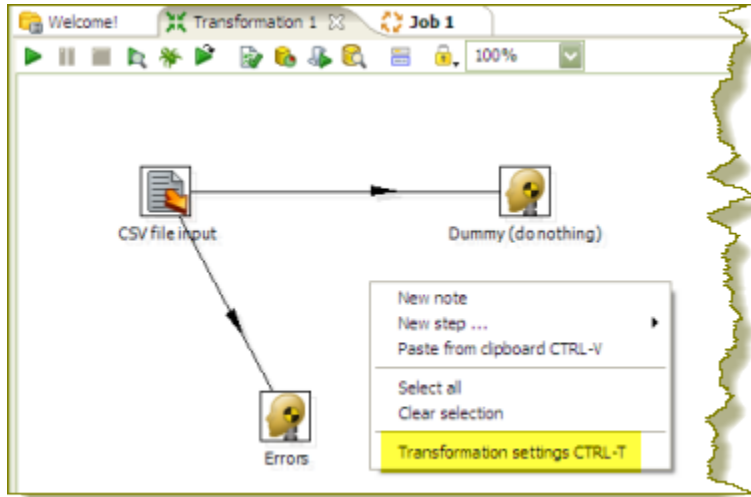 Welcome!
Transformation 1
Job 1
100%
CSV file input
Dummy (do nothing)
New note
New step ...
Paste from clipboard CTRL-V
Select all
Clear selection
Transformation settings CTRL-T
Errors